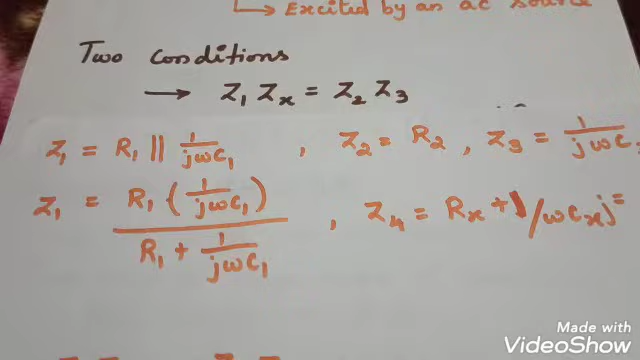 Excited by an ac source
Two conditions
→ Z₁ Zₓ = Z₂ Z₃
Z₁ = R₁ || 1/jωC₁ , Z₂ = R₂ , Z₃ = 1/jωC
Z₁ = R₁ (1/jωC₁) / R₁ + 1/jωC₁ , Z₄ = Rₓ + 1/ωCₓ j
Made with
VideoShow